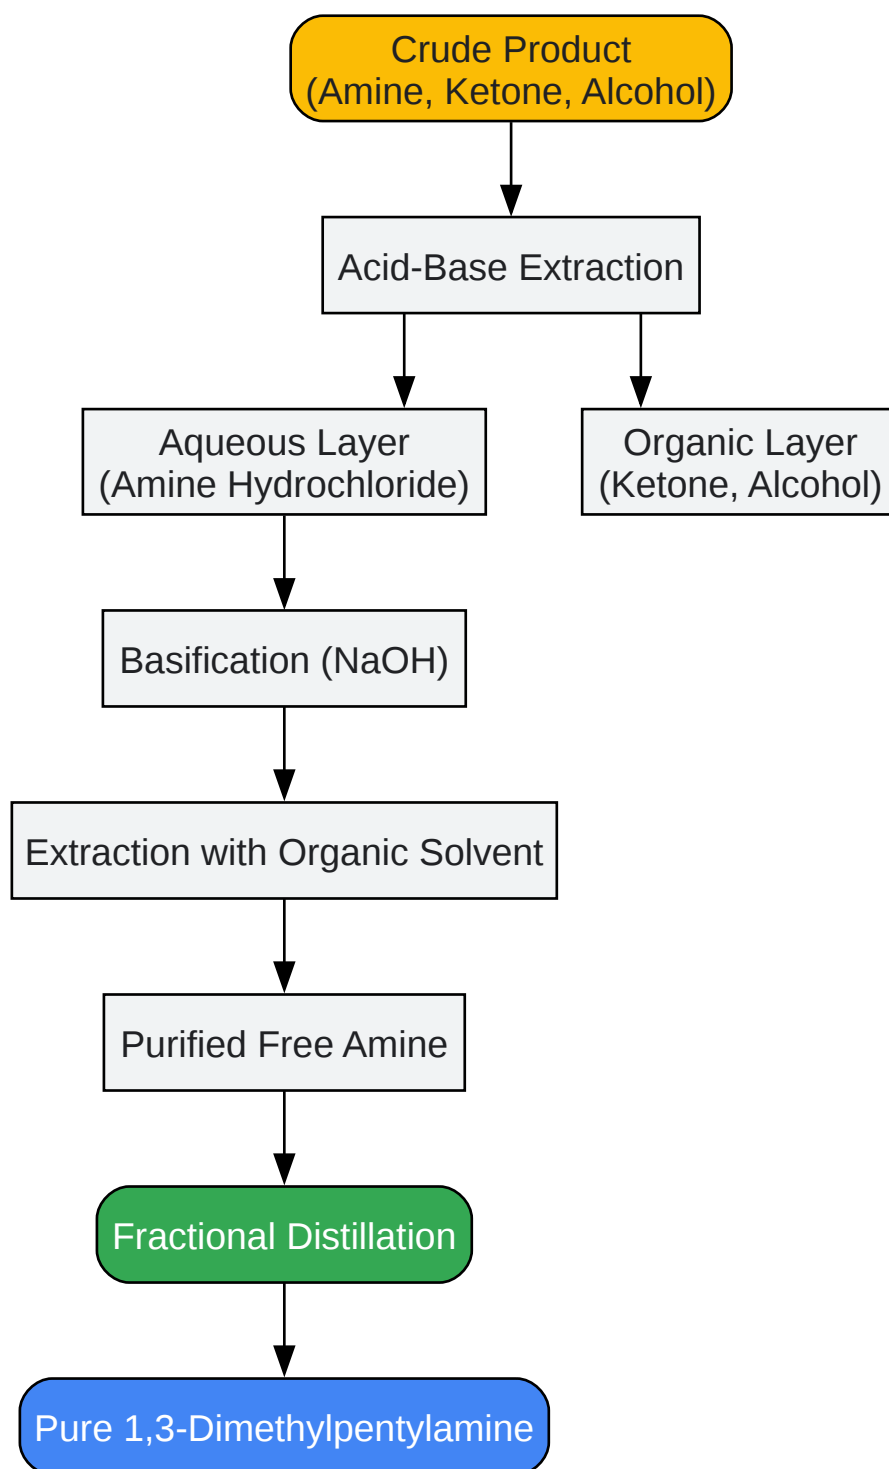 Crude Product
(Amine, Ketone, Alcohol)
Acid-Base Extraction
Aqueous Layer
(Amine Hydrochloride)
Organic Layer
(Ketone, Alcohol)
Basification (NaOH)
Extraction with Organic Solvent
Purified Free Amine
Fractional Distillation
Pure 1,3-Dimethylpentylamine